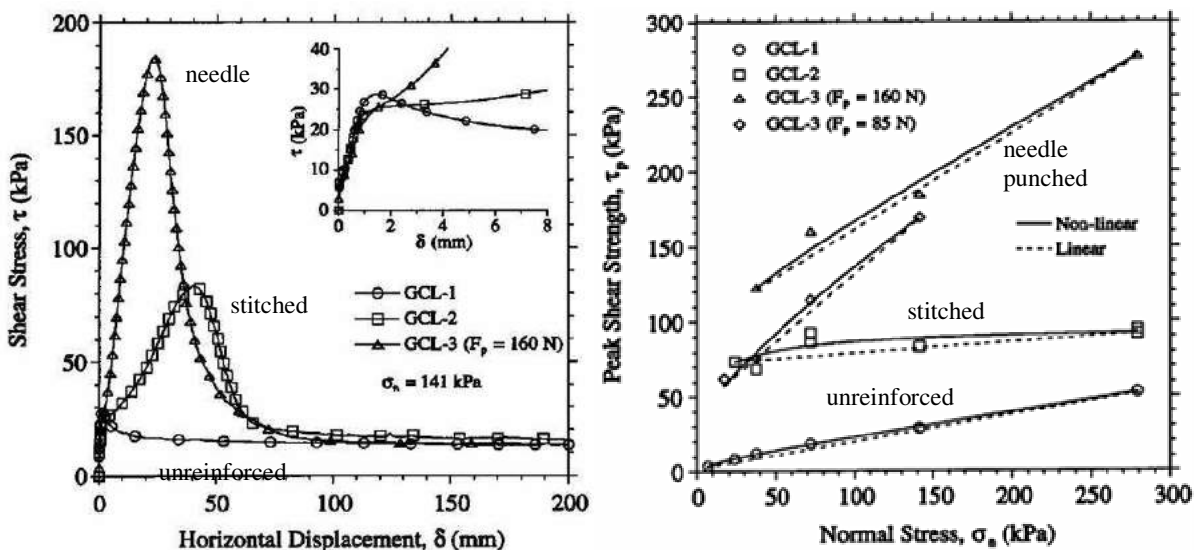 200
150
100
50
0
Shear Stress, τ (kPa)
needle
stitched
unreinforced
40
30
20
10
0
τ (kPa)
0 2 4 6 8
δ (mm)
GCL-1
GCL-2
GCL-3 (Fp = 160 N)
σn = 141 kPa
0 50 100 150 200
Horizontal Displacement, δ (mm)
300
250
200
150
100
50
0
Peak Shear Strength, τp (kPa)
GCL-1
GCL-2
GCL-3 (Fp = 160 N)
GCL-3 (Fp = 85 N)
needle
punched
Non-linear
Linear
stitched
unreinforced
0 50 100 150 200 250 300
Normal Stress, σn (kPa)